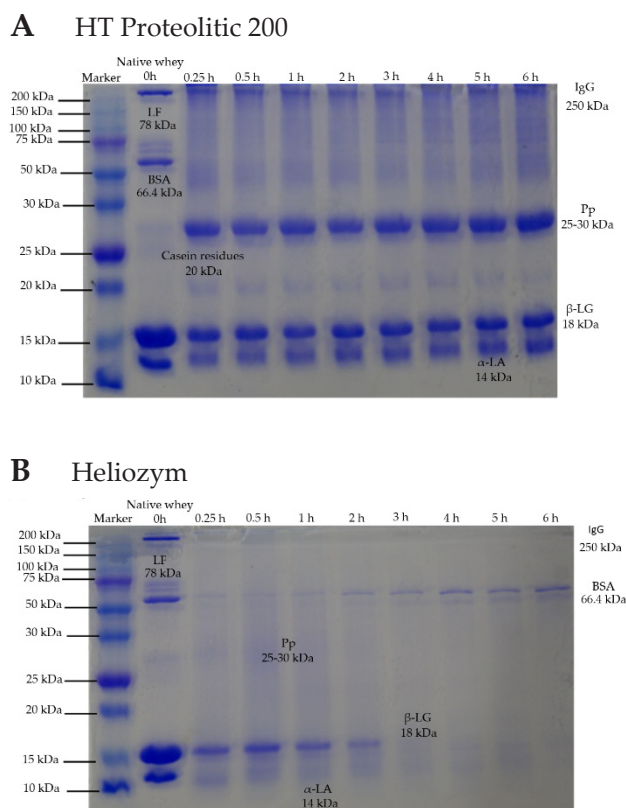 A HT Proteolitic 200
Native whey
Marker 0h 0.25 h 0.5 h 1 h 2 h 3 h 4 h 5 h 6 h
200 kDa
150 kDa
100 kDa
75 kDa
50 kDa
30 kDa
25 kDa
20 kDa
15 kDa
10 kDa
LF
78 kDa
BSA
66.4 kDa
Casein residues
20 kDa
α-LA
14 kDa
IgG
250 kDa
Pp
25-30 kDa
β-LG
18 kDa
B Heliozym
Native whey
Marker 0h 0.25 h 0.5 h 1 h 2 h 3 h 4 h 5 h 6 h
200 kDa
150 kDa
100 kDa
75 kDa
50 kDa
30 kDa
25 kDa
20 kDa
15 kDa
10 kDa
LF
78 kDa
Pp
25-30 kDa
β-LG
18 kDa
α-LA
14 kDa
IgG
250 kDa
BSA
66.4 kDa